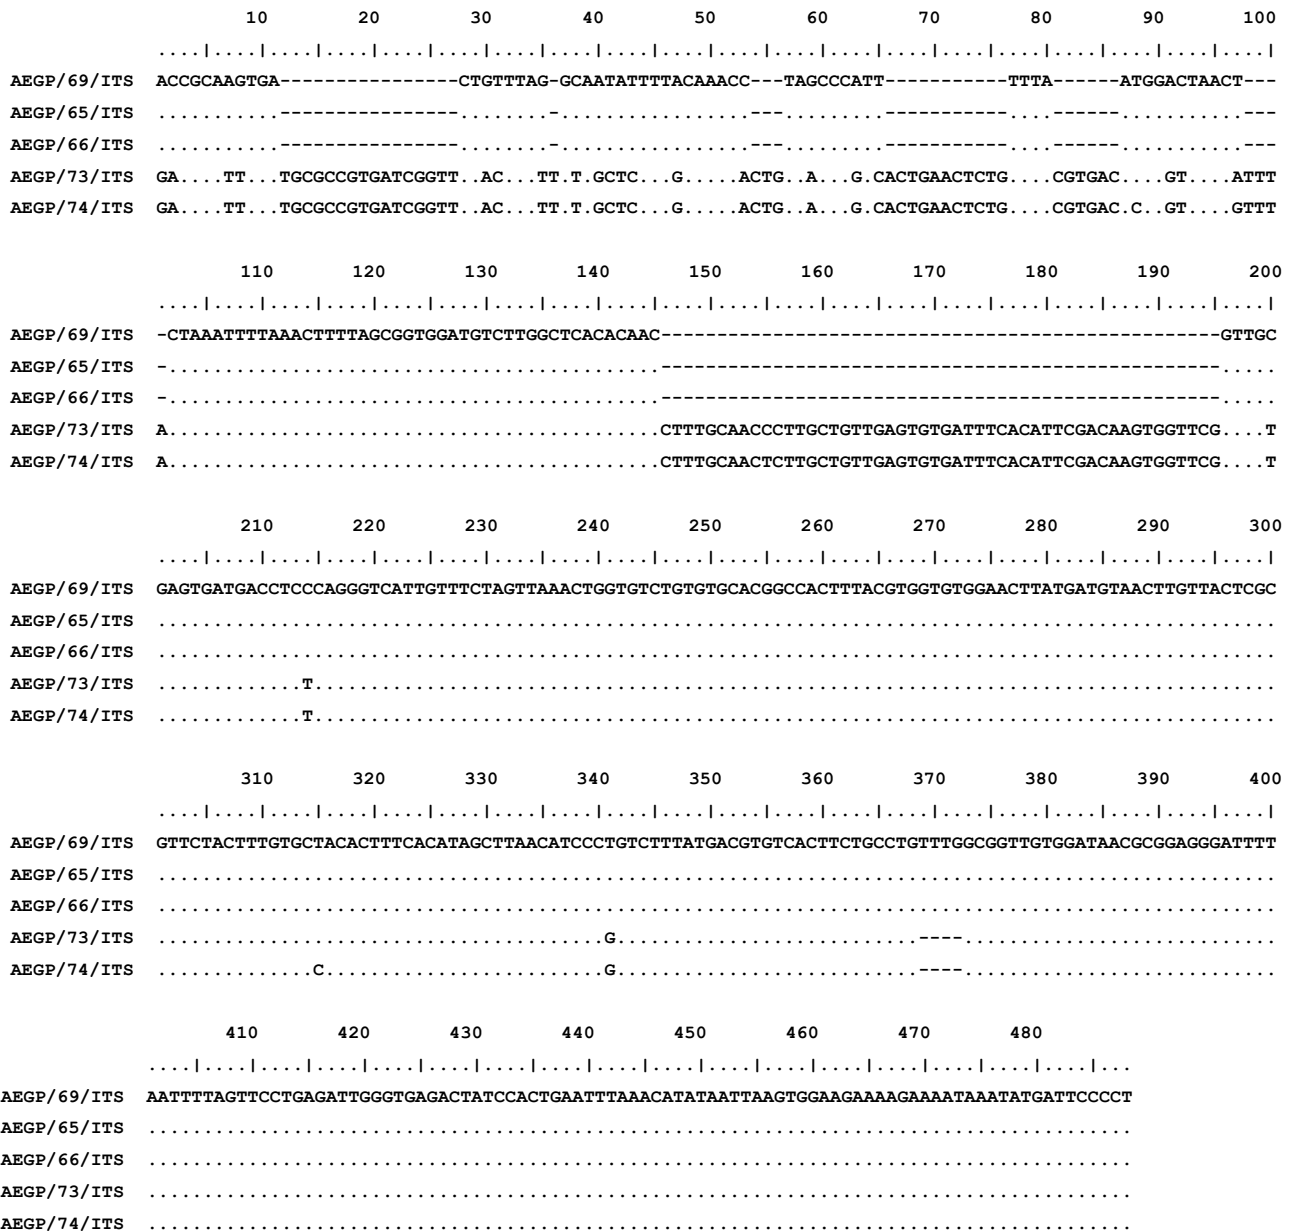 10 20 30 40 50 60 70 80 90 100
....|....|....|....|....|....|....|....|....|....|....|....|....|....|....|....|....|....|....|....|
AEGP/69/ITS ACCGCAAGTGA----------------CTGTTTAG-GCAATATTTTACAAACC---TAGCCCATT-----------TTTA------ATGGACTAACT---
AEGP/65/ITS ...........----------------........-.................---.........-----------....------...........---
AEGP/66/ITS ...........----------------........-.................---.........-----------....------...........---
AEGP/73/ITS GA....TT...TGCGCCGTGATCGGTT..AC...TT.T.GCTC...G.....ACTG..A...G.CACTGAACTCTG....CGTGAC....GT....ATTT
AEGP/74/ITS GA....TT...TGCGCCGTGATCGGTT..AC...TT.T.GCTC...G.....ACTG..A...G.CACTGAACTCTG....CGTGAC.C..GT....GTTT
110 120 130 140 150 160 170 180 190 200
....|....|....|....|....|....|....|....|....|....|....|....|....|....|....|....|....|....|....|....|
AEGP/69/ITS -CTAAATTTTAAACTTTTAGCGGTGGATGTCTTGGCTCACACAAC--------------------------------------------------GTTGC
AEGP/65/ITS -............................................--------------------------------------------------.....
AEGP/66/ITS -............................................--------------------------------------------------.....
AEGP/73/ITS A............................................CTTTGCAACCCTTGCTGTTGAGTGTGATTTCACATTCGACAAGTGGTTCG....T
AEGP/74/ITS A............................................CTTTGCAACTCTTGCTGTTGAGTGTGATTTCACATTCGACAAGTGGTTCG....T
210 220 230 240 250 260 270 280 290 300
....|....|....|....|....|....|....|....|....|....|....|....|....|....|....|....|....|....|....|....|
AEGP/69/ITS GAGTGATGACCTCCCAGGGTCATTGTTTCTAGTTAAACTGGTGTCTGTGTGCACGGCCACTTTACGTGGTGTGGAACTTATGATGTAACTTGTTACTCGC
AEGP/65/ITS ....................................................................................................
AEGP/66/ITS ....................................................................................................
AEGP/73/ITS .............T......................................................................................
AEGP/74/ITS .............T......................................................................................
310 320 330 340 350 360 370 380 390 400
....|....|....|....|....|....|....|....|....|....|....|....|....|....|....|....|....|....|....|....|
AEGP/69/ITS GTTCTACTTTGTGCTACACTTTCACATAGCTTAACATCCCTGTCTTTATGACGTGTCACTTCTGCCTGTTTGGCGGTTGTGGATAACGCGGAGGGATTTT
AEGP/65/ITS ....................................................................................................
AEGP/66/ITS ....................................................................................................
AEGP/73/ITS ........................................G...........................----............................
AEGP/74/ITS ..............C.........................G...........................----............................
410 420 430 440 450 460 470 480
....|....|....|....|....|....|....|....|....|....|....|....|....|....|....|....|....|...
AEGP/69/ITS AATTTTAGTTCCTGAGATTGGGTGAGACTATCCACTGAATTTAAACATATAATTAAGTGGAAGAAAAGAAAATAAATATGATTCCCCT
AEGP/65/ITS ........................................................................................
AEGP/66/ITS ........................................................................................
AEGP/73/ITS ........................................................................................
AEGP/74/ITS ........................................................................................